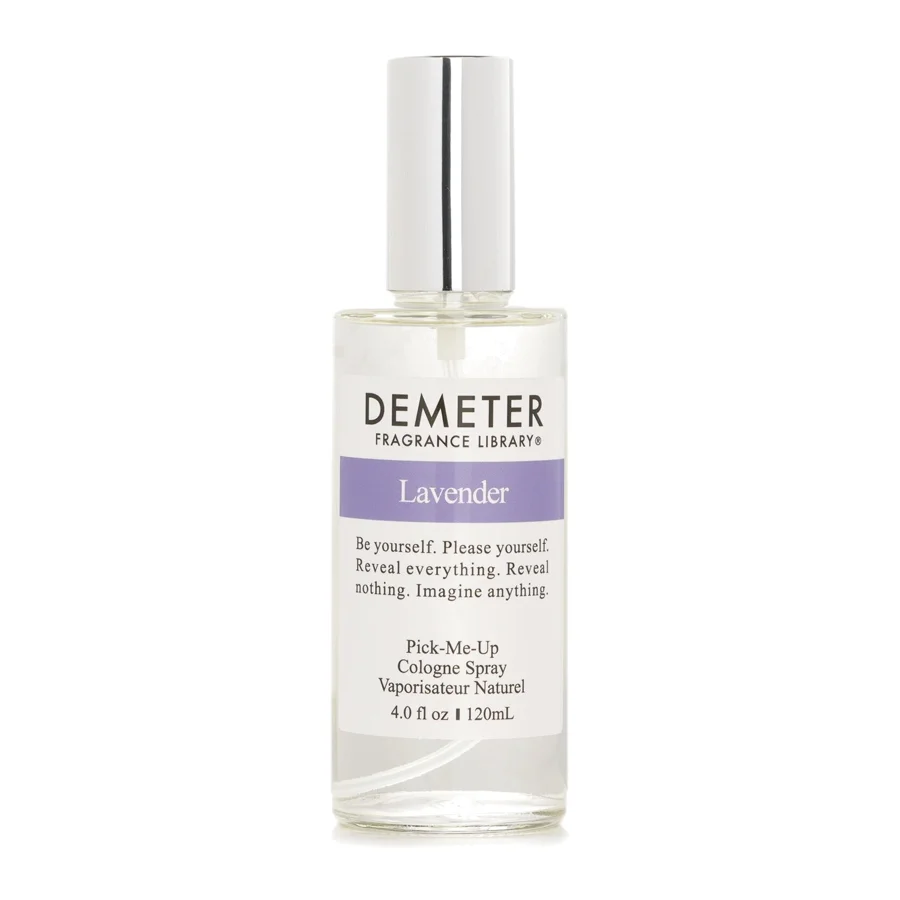 DEMETER
FRAGRANCE LIBRARY®
Lavender
Be yourself. Please yourself.
Reveal everything. Reveal
nothing. Imagine anything.
Pick-Me-Up
Cologne Spray
Vaporisateur Naturel
4.0 fl oz ❙ 120mL